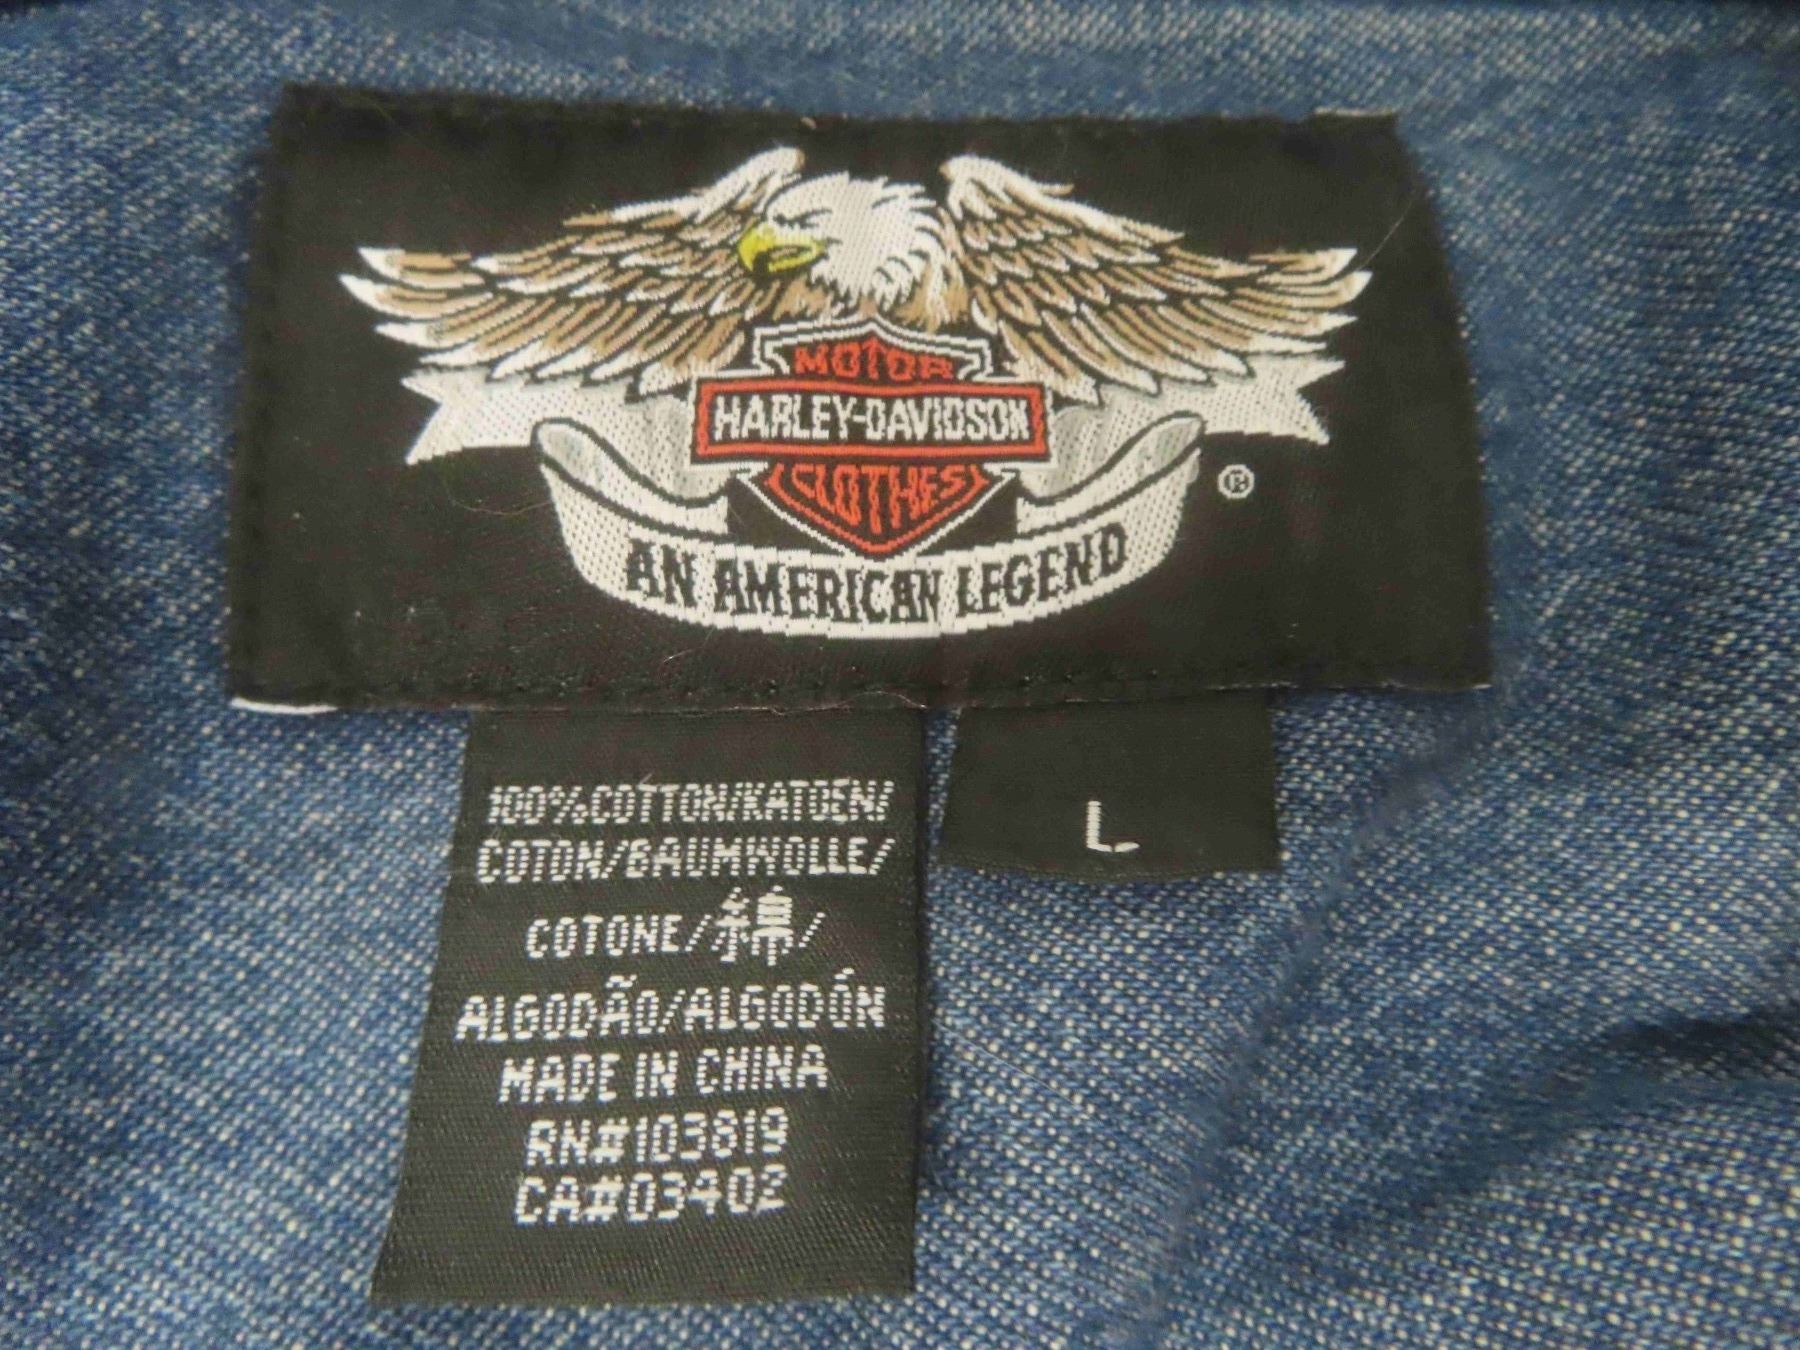 MOTOR
HARLEY-DAVIDSON
CLOTHES
®
AN AMERICAN LEGEND
100%COTTON/KATOEN/
COTON/BAUMWOLLE/
COTONE/綿/
ALGODÃO/ALGODÓN
MADE IN CHINA
RN#103819
CA#03402
L